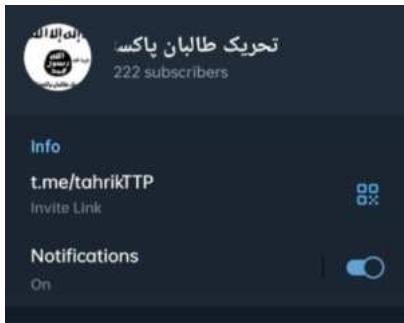 تحریک طالبان پاکس
222 subscribers
Info
t.me/tahrikTTP
Invite Link
Notifications
On